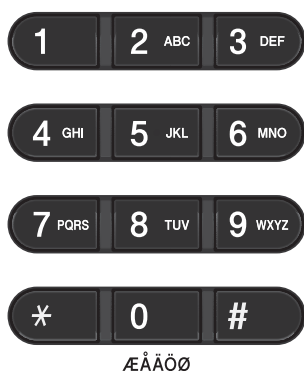 1 2 ABC 3 DEF
4 GHI 5 JKL 6 MNO
7 PQRS 8 TUV 9 WXYZ
* 0 #
ÆÅÄÖØ